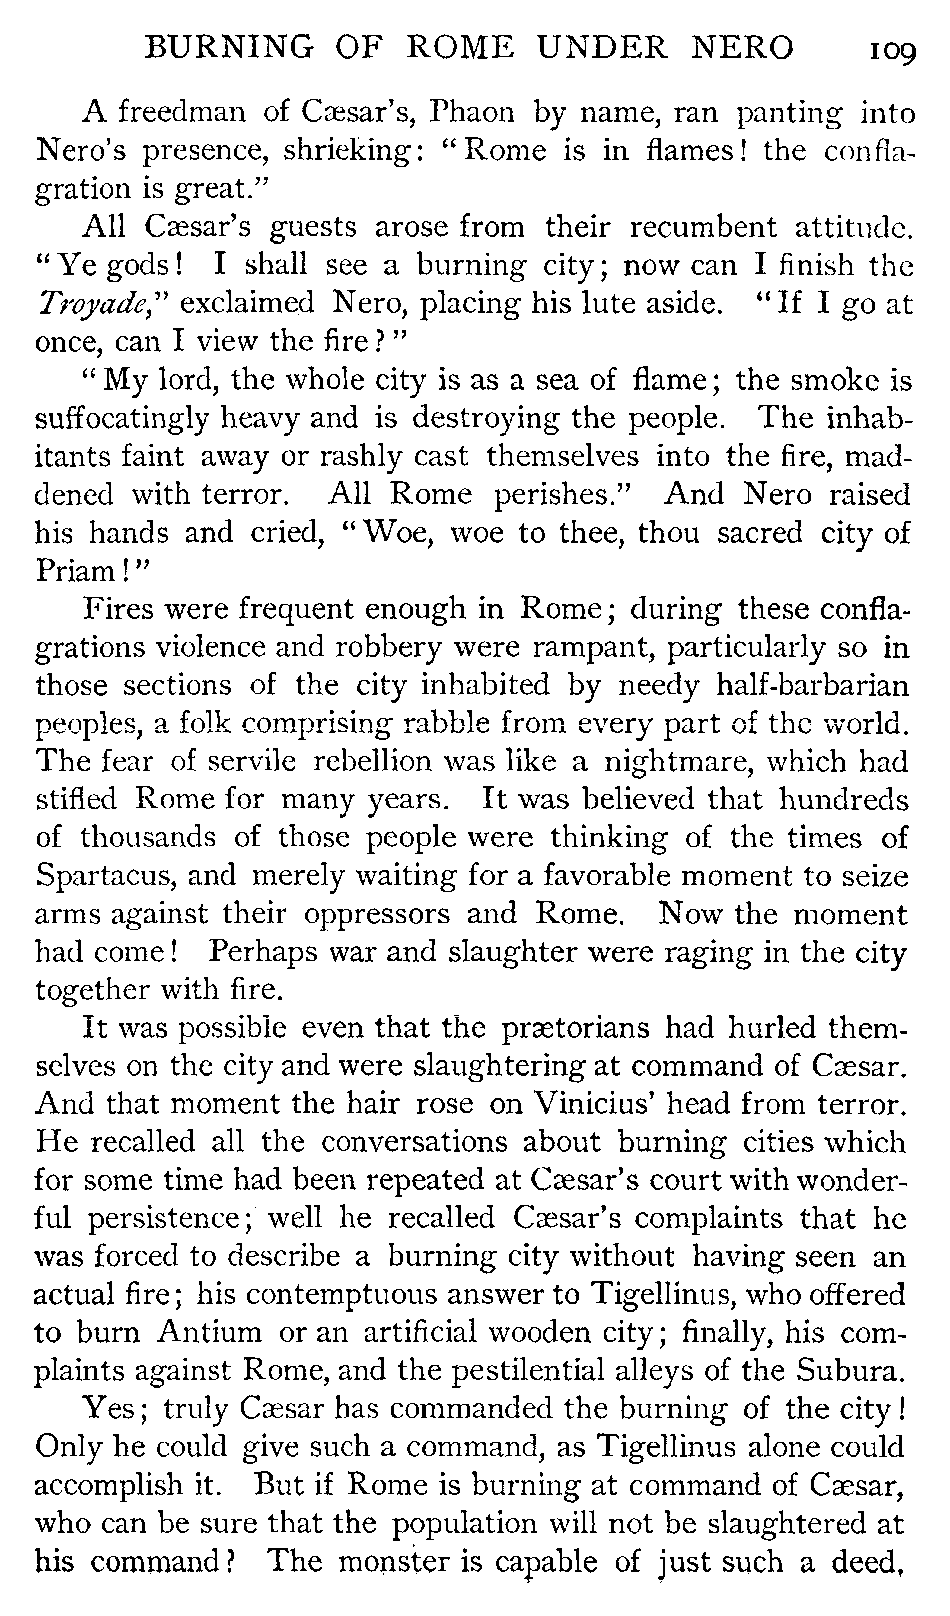 BURNING OF ROME UNDER NERO 109
A freedman of Cæsar's, Phaon by name, ran panting into
Nero's presence, shrieking: "Rome is in flames! the confla-
gration is great."
All Cæsar's guests arose from their recumbent attitude.
"Ye gods! I shall see a burning city; now can I finish the
Troyade," exclaimed Nero, placing his lute aside. "If I go at
once, can I view the fire?"
"My lord, the whole city is as a sea of flame; the smoke is
suffocatingly heavy and is destroying the people. The inhab-
itants faint away or rashly cast themselves into the fire, mad-
dened with terror. All Rome perishes." And Nero raised
his hands and cried, "Woe, woe to thee, thou sacred city of
Priam!"
Fires were frequent enough in Rome; during these confla-
grations violence and robbery were rampant, particularly so in
those sections of the city inhabited by needy half-barbarian
peoples, a folk comprising rabble from every part of the world.
The fear of servile rebellion was like a nightmare, which had
stifled Rome for many years. It was believed that hundreds
of thousands of those people were thinking of the times of
Spartacus, and merely waiting for a favorable moment to seize
arms against their oppressors and Rome. Now the moment
had come! Perhaps war and slaughter were raging in the city
together with fire.
It was possible even that the prætorians had hurled them-
selves on the city and were slaughtering at command of Cæsar.
And that moment the hair rose on Vinicius' head from terror.
He recalled all the conversations about burning cities which
for some time had been repeated at Cæsar's court with wonder-
ful persistence; well he recalled Cæsar's complaints that he
was forced to describe a burning city without having seen an
actual fire; his contemptuous answer to Tigellinus, who offered
to burn Antium or an artificial wooden city; finally, his com-
plaints against Rome, and the pestilential alleys of the Subura.
Yes; truly Cæsar has commanded the burning of the city!
Only he could give such a command, as Tigellinus alone could
accomplish it. But if Rome is burning at command of Cæsar,
who can be sure that the population will not be slaughtered at
his command? The monster is capable of just such a deed,